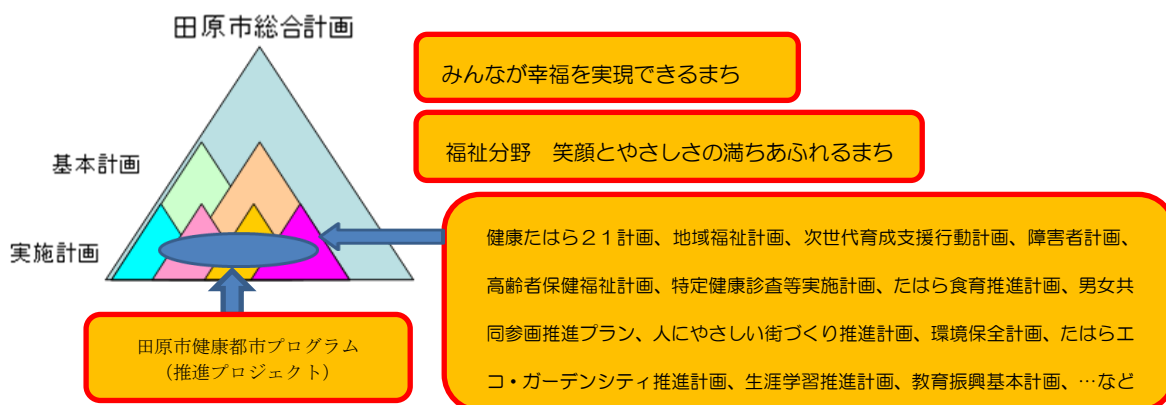 田原市総合計画
みんなが幸福を実現できるまち
福祉分野　笑顔とやさしさの満ちあふれるまち
基本計画
実施計画
健康たはら２１計画、地域福祉計画、次世代育成支援行動計画、障害者計画、
高齢者保健福祉計画、特定健康診査等実施計画、たはら食育推進計画、男女共
同参画推進プラン、人にやさしい街づくり推進計画、環境保全計画、たはらエ
コ・ガーデンシティ推進計画、生涯学習推進計画、教育振興基本計画、…など
田原市健康都市プログラム
（推進プロジェクト）